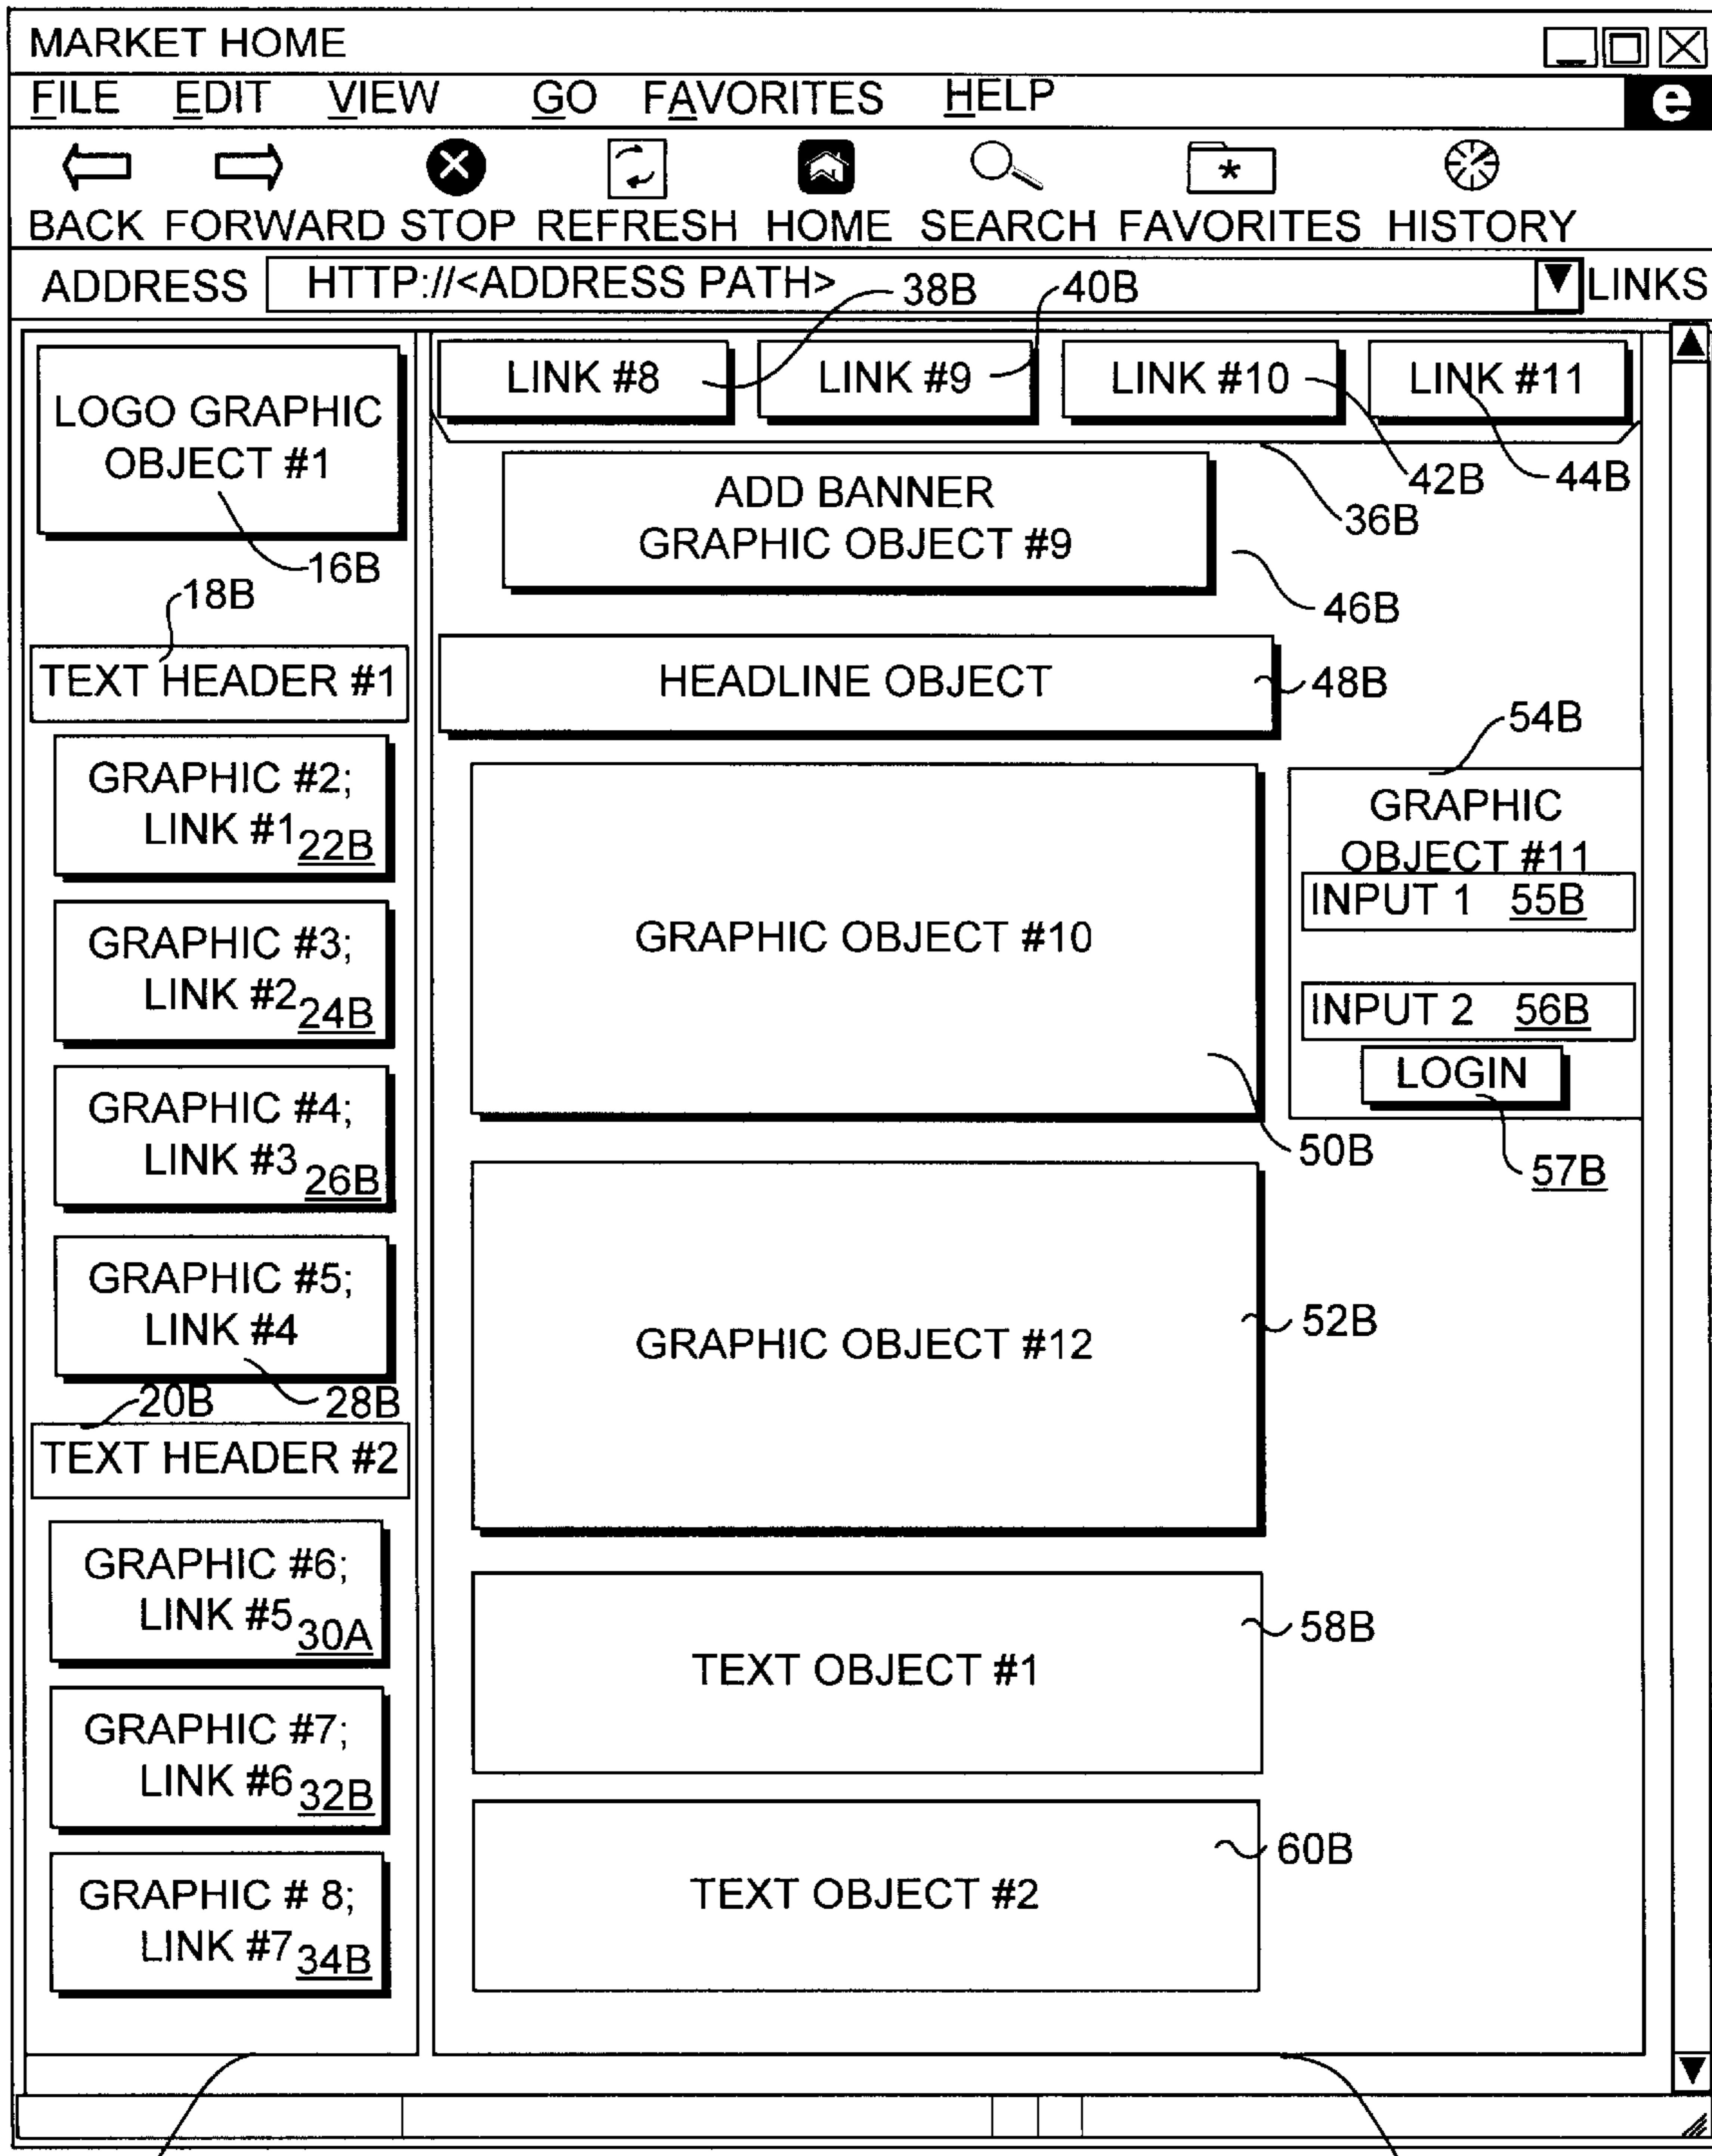 MARKET HOME
FILE EDIT VIEW GO FAVORITES HELP
e
BACK FORWARD STOP REFRESH HOME SEARCH FAVORITES HISTORY
ADDRESS HTTP://<ADDRESS PATH> LINKS
38B 40B
LOGO GRAPHIC
OBJECT #1
16B
18B
TEXT HEADER #1
GRAPHIC #2;
LINK #1 22B
GRAPHIC #3;
LINK #2 24B
GRAPHIC #4;
LINK #3 26B
GRAPHIC #5;
LINK #4
20B 28B
TEXT HEADER #2
GRAPHIC #6;
LINK #5 30A
GRAPHIC #7;
LINK #6 32B
GRAPHIC # 8;
LINK #7 34B
LINK #8 LINK #9 LINK #10 LINK #11
42B 44B
36B
ADD BANNER
GRAPHIC OBJECT #9
46B
HEADLINE OBJECT 48B
54B
GRAPHIC OBJECT #10
50B
GRAPHIC
OBJECT #11
INPUT 1 55B
INPUT 2 56B
LOGIN
57B
GRAPHIC OBJECT #12
52B
TEXT OBJECT #1
58B
TEXT OBJECT #2
60B